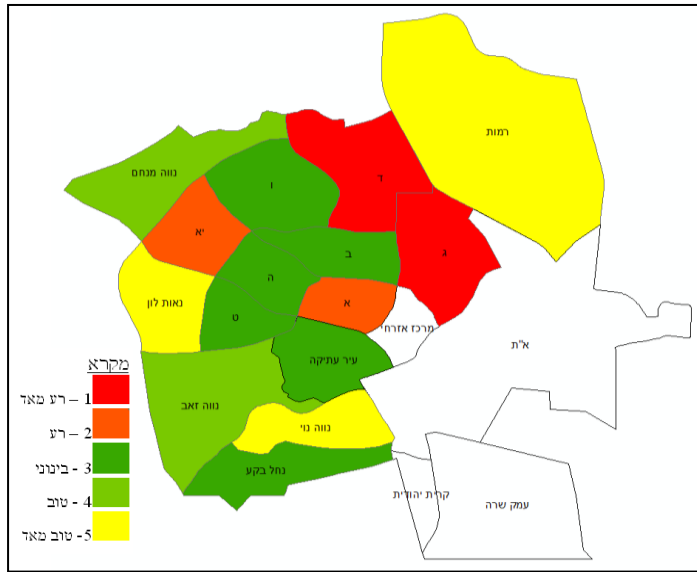 רמות
נווה מנחם
ד
ו
יא
ג
ב
ה
נאות לון
א
ט
מרכז אזרחי
א"ת
עיר עתיקה
נווה זאב
נווה נוי
נחל בקע
קרית יהודית
עמק שרה
מקרא
1 – רע מאד
2 – רע
3 - בינוני
4 - טוב
5- טוב מאד